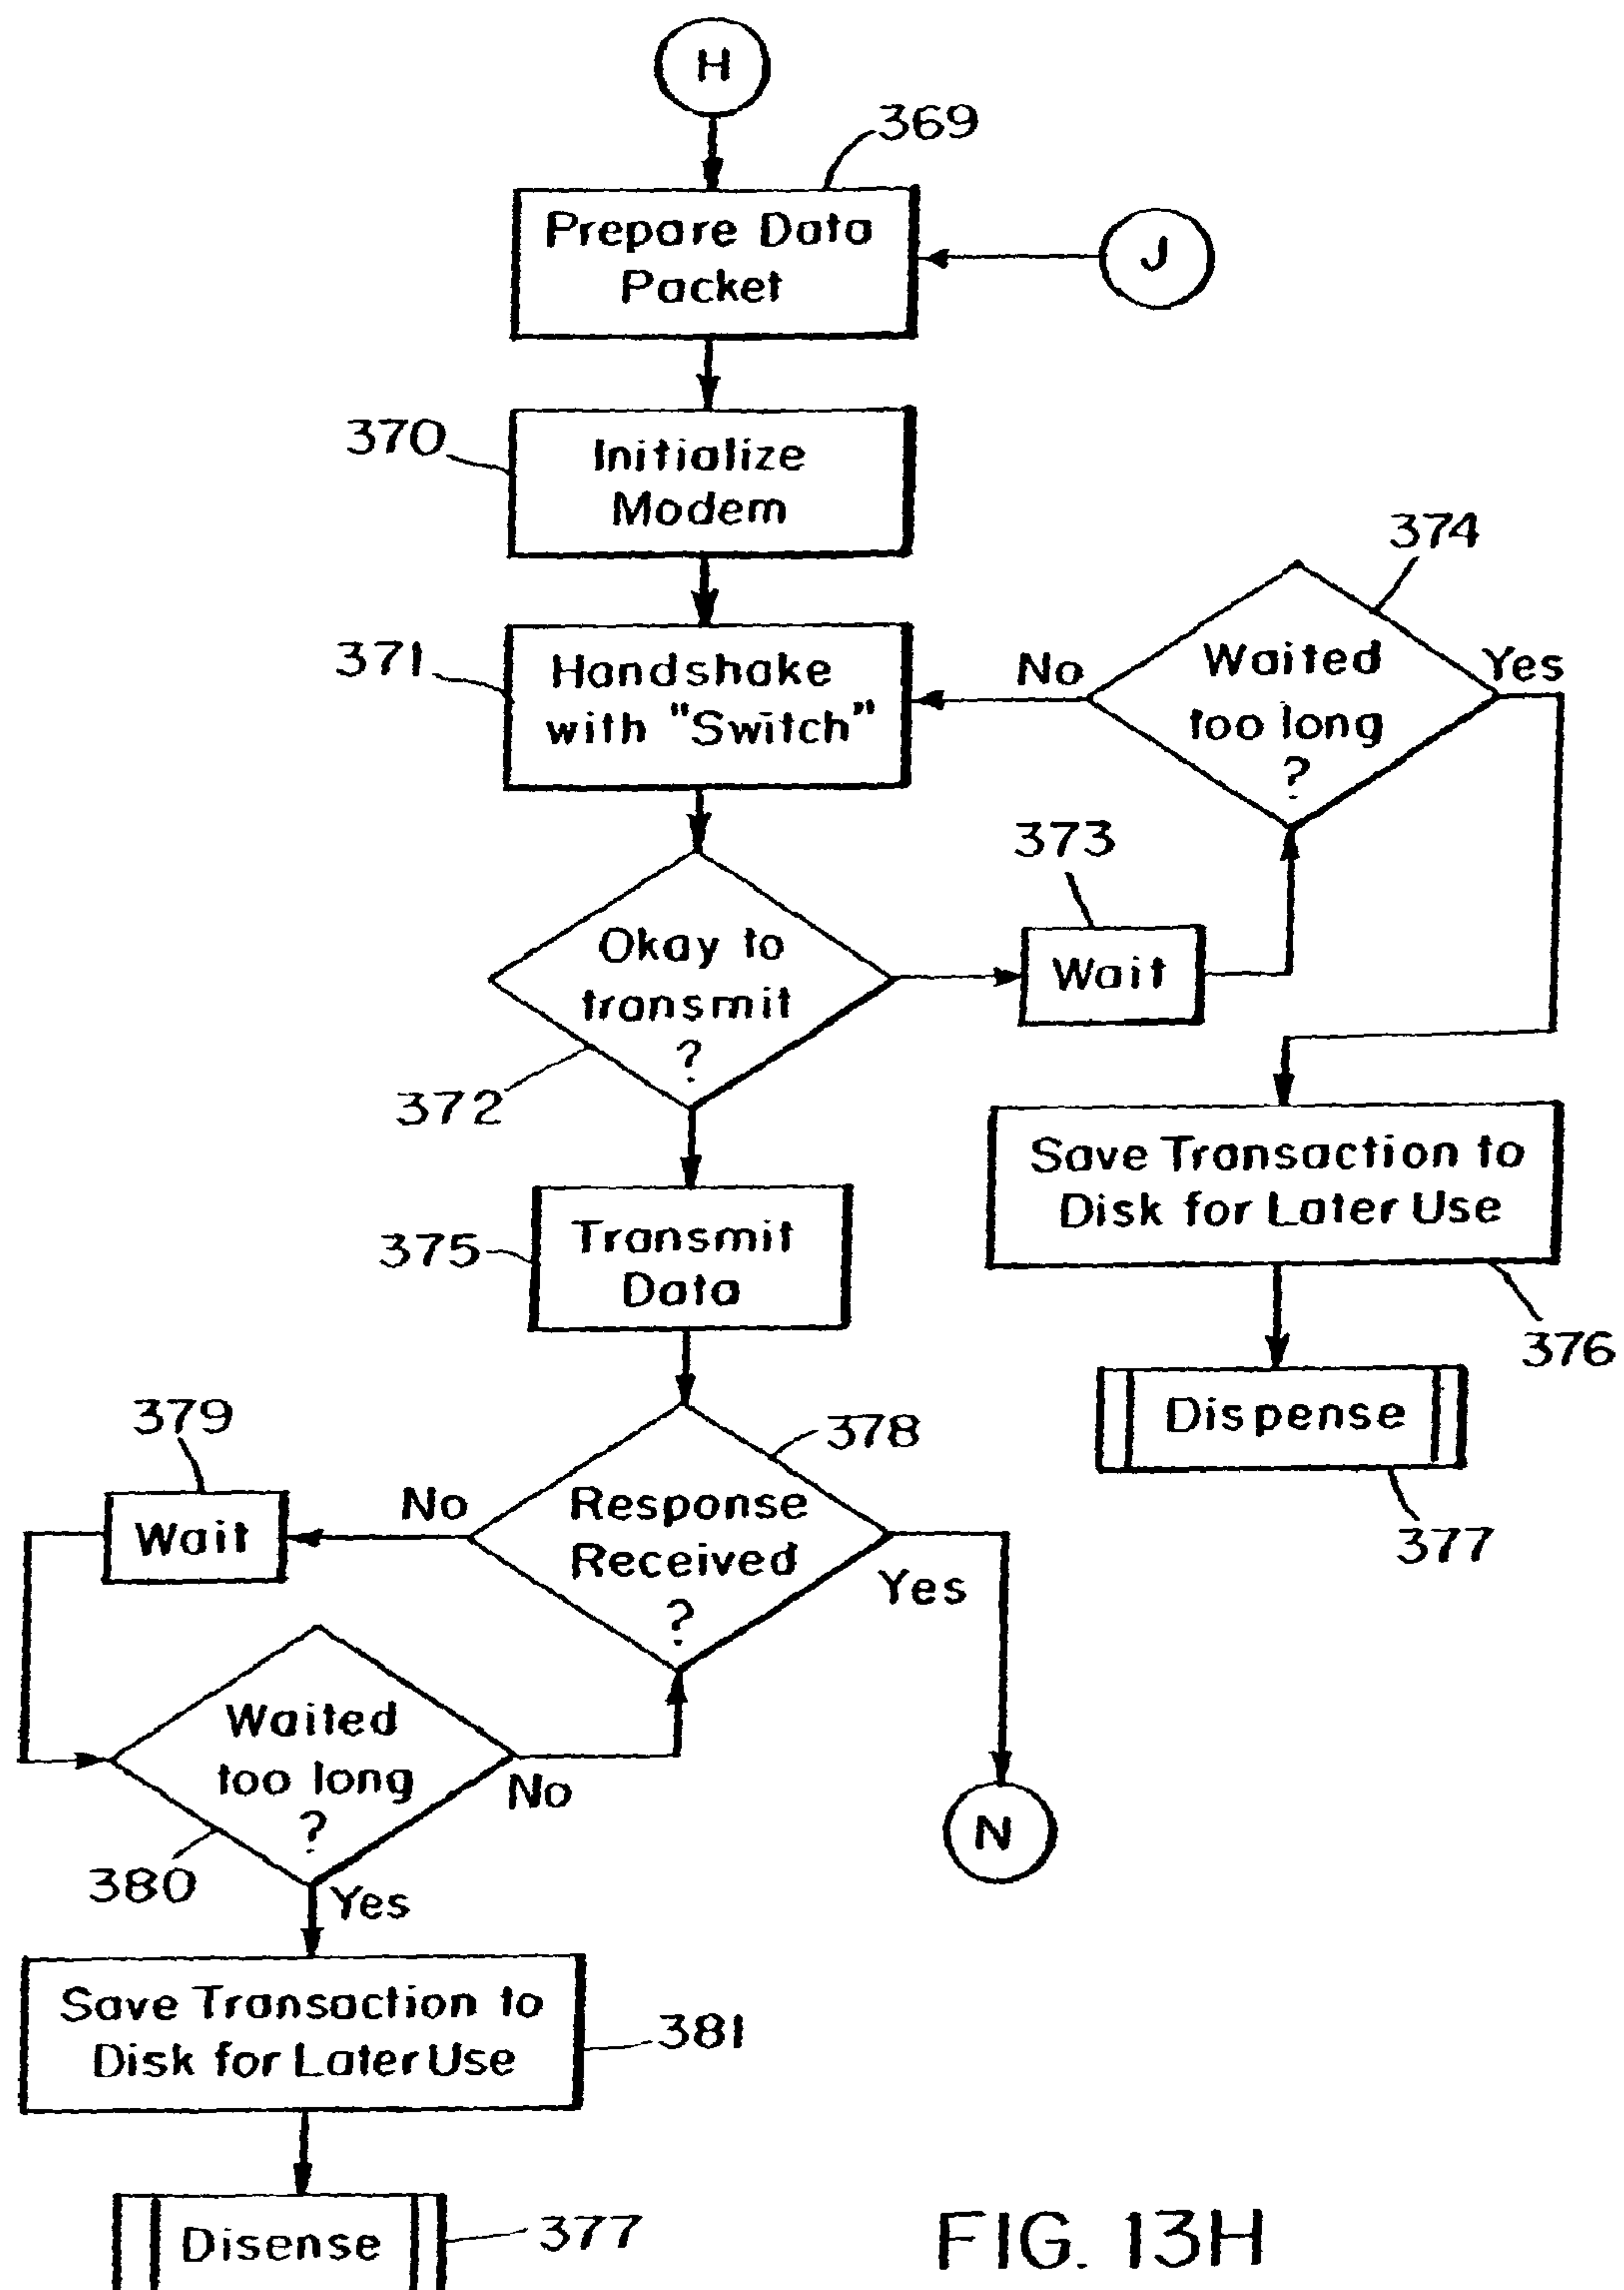 H
369
Prepare Data
Packet
J
370
Initialize
Modem
374
371
Handshake
with "Switch"
No
Waited
too long
?
Yes
373
Okay to
transmit
?
Wait
372
Save Transaction to
Disk for Later Use
375
Transmit
Data
376
Dispense
379
378
377
Wait
No
Response
Received
?
Yes
Waited
too long
?
No
N
380
Yes
Save Transaction to
Disk for Later Use
381
Disense
377
FIG. 13H